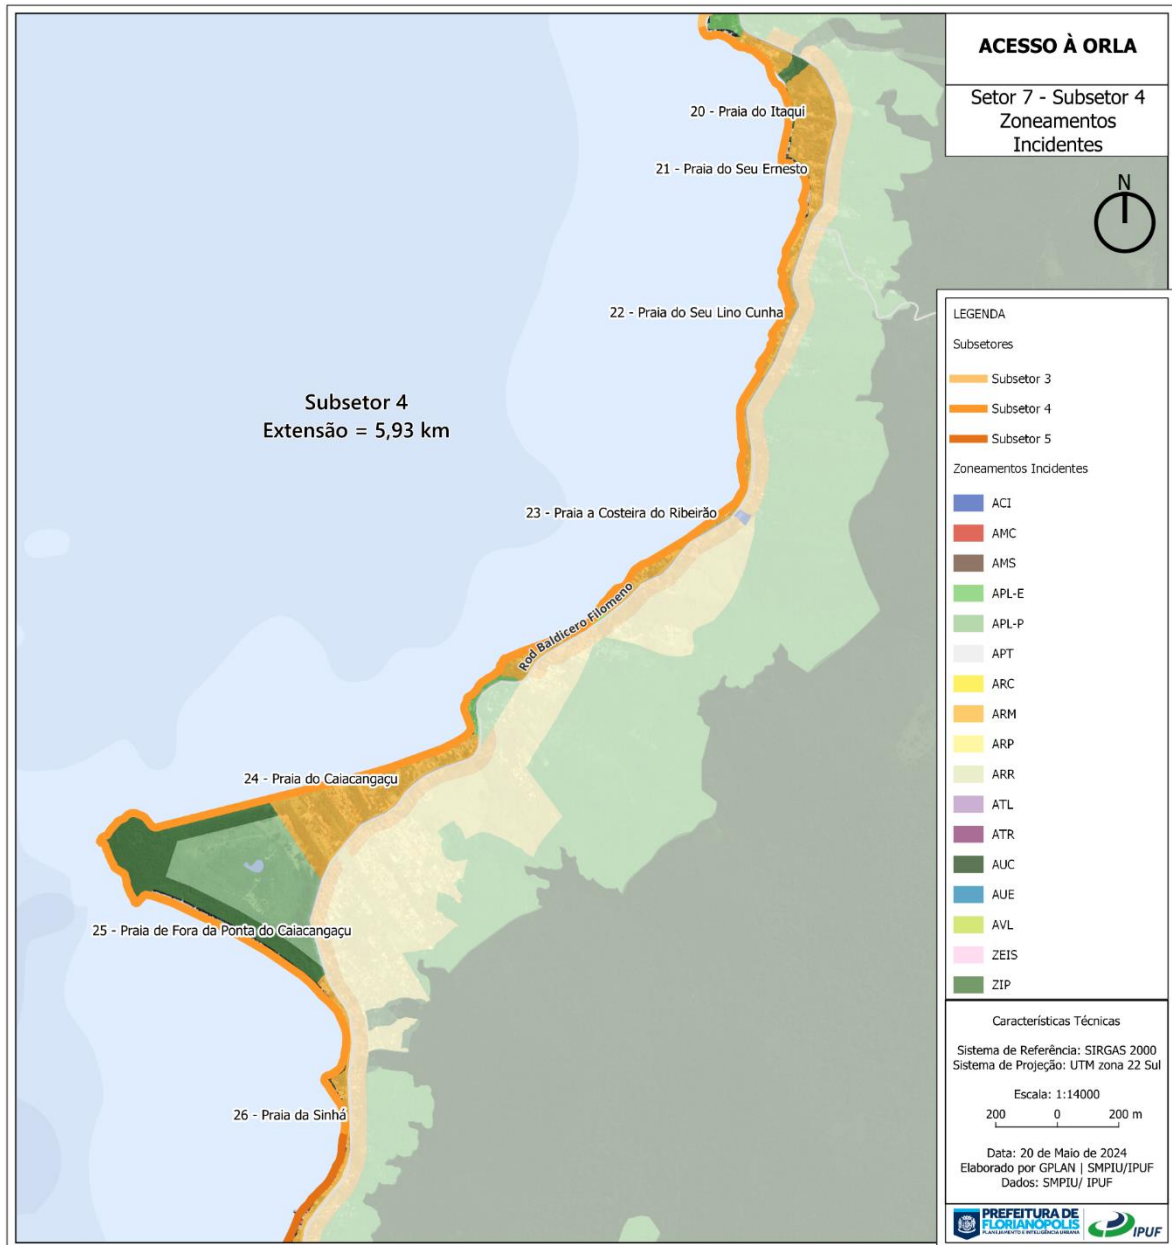 ACESSO À ORLA
Setor 7 - Subsetor 4
Zoneamentos
Incidentes
N
20 - Praia do Itaqui
21 - Praia do Seu Ernesto
22 - Praia do Seu Lino Cunha
Subsetor 4
Extensão = 5,93 km
23 - Praia a Costeira do Ribeirão
Rod Baldicero Filomeno
24 - Praia do Caiacangaçu
25 - Praia de Fora da Ponta do Caiacangaçu
26 - Praia da Sinhá
LEGENDA
Subsetores
Subsetor 3
Subsetor 4
Subsetor 5
Zoneamentos Incidentes
ACI
AMC
AMS
APL-E
APL-P
APT
ARC
ARM
ARP
ARR
ATL
ATR
AUC
AUE
AVL
ZEIS
ZIP
Características Técnicas
Sistema de Referência: SIRGAS 2000
Sistema de Projeção: UTM zona 22 Sul
Escala: 1:14000
200 0 200 m
Data: 20 de Maio de 2024
Elaborado por GPLAN | SMPIU/IPUF
Dados: SMPIU/ IPUF
PREFEITURA DE
FLORIANÓPOLIS
PLANEJAMENTO E INTELIGÊNCIA URBANA
IPUF